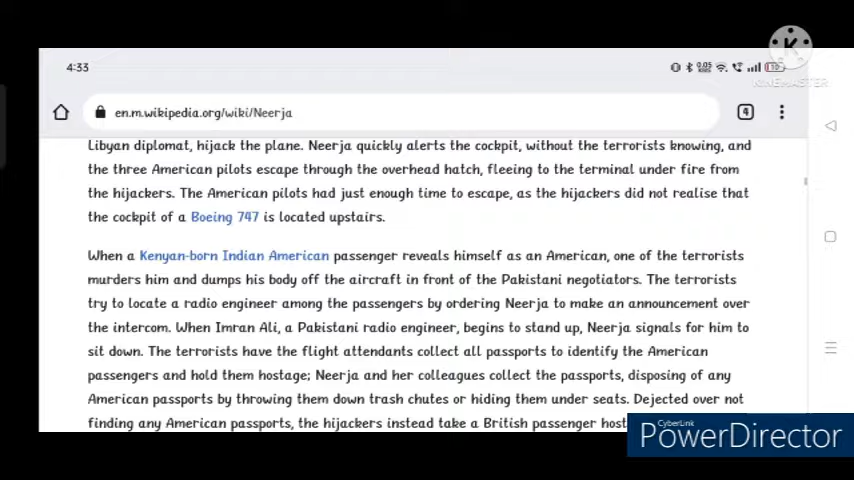 4:33
0.05
30
KINEMASTER
en.m.wikipedia.org/wiki/Neerja
4
Libyan diplomat, hijack the plane. Neerja quickly alerts the cockpit, without the terrorists knowing, and
the three American pilots escape through the overhead hatch, fleeing to the terminal under fire from
the hijackers. The American pilots had just enough time to escape, as the hijackers did not realise that
the cockpit of a Boeing 747 is located upstairs.
When a Kenyan-born Indian American passenger reveals himself as an American, one of the terrorists
murders him and dumps his body off the aircraft in front of the Pakistani negotiators. The terrorists
try to locate a radio engineer among the passengers by ordering Neerja to make an announcement over
the intercom. When Imran Ali, a Pakistani radio engineer, begins to stand up, Neerja signals for him to
sit down. The terrorists have the flight attendants collect all passports to identify the American
passengers and hold them hostage; Neerja and her colleagues collect the passports, disposing of any
American passports by throwing them down trash chutes or hiding them under seats. Dejected over not
finding any American passports, the hijackers instead take a British passenger
CyberLink
PowerDirector